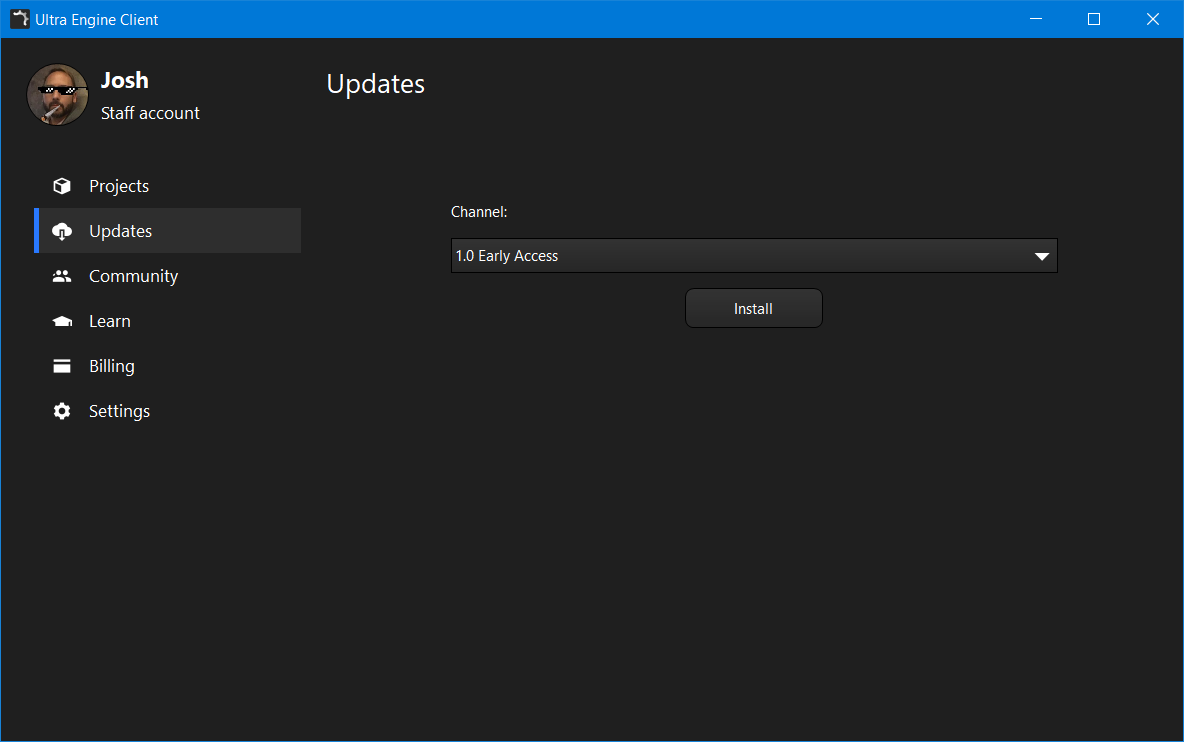 Ultra Engine Client
Josh
Staff account
Projects
Updates
Community
Learn
Billing
Settings
Updates
Channel:
1.0 Early Access
Install